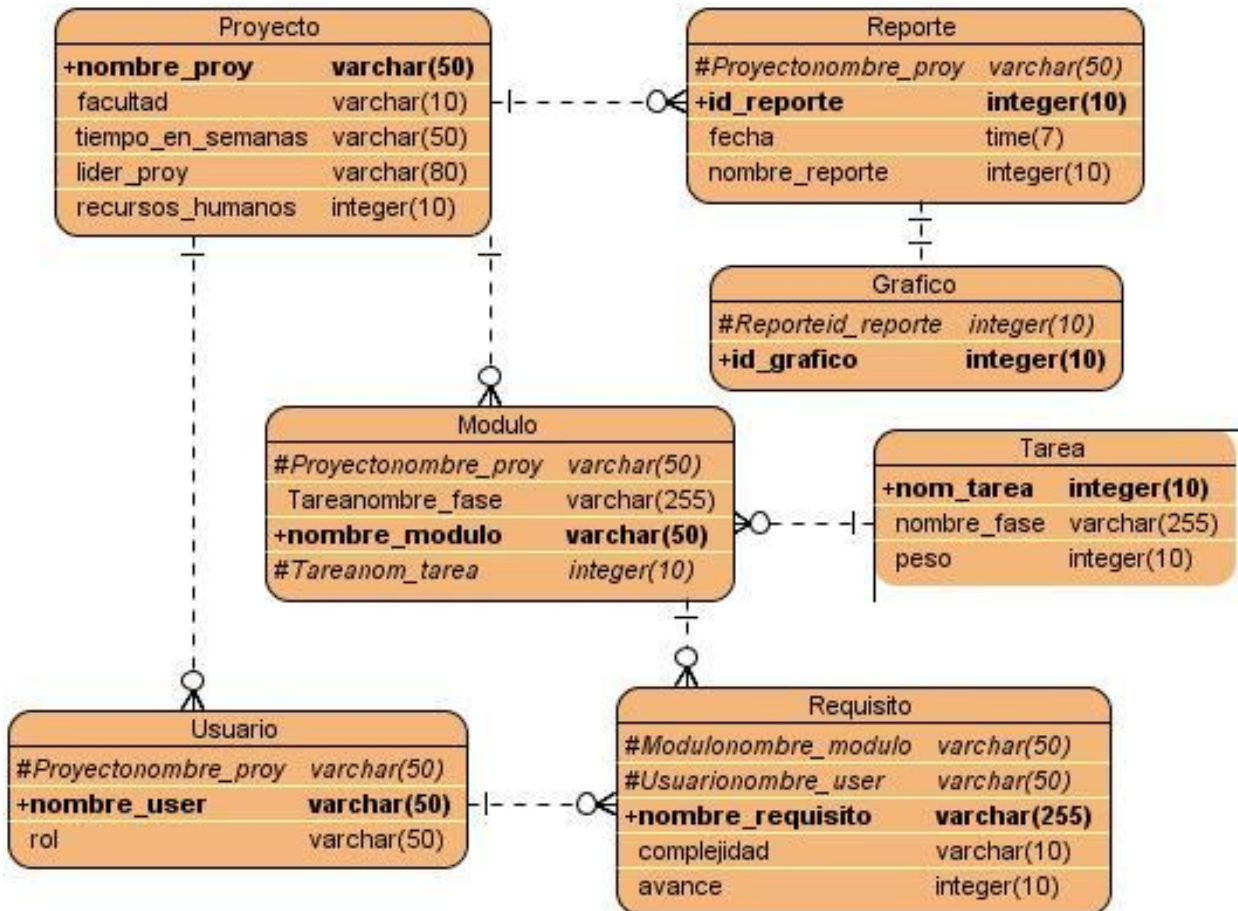 Proyecto
+nombre_proy varchar(50)
facultad varchar(10)
tiempo_en_semanas varchar(50)
lider_proy varchar(80)
recursos_humanos integer(10)
Reporte
#Proyectonombre_proy varchar(50)
+id_reporte integer(10)
fecha time(7)
nombre_reporte integer(10)
Grafico
#Reporteid_reporte integer(10)
+id_grafico integer(10)
Modulo
#Proyectonombre_proy varchar(50)
Tareanombre_fase varchar(255)
+nombre_modulo varchar(50)
#Tareanom_tarea integer(10)
Tarea
+nom_tarea integer(10)
nombre_fase varchar(255)
peso integer(10)
Usuario
#Proyectonombre_proy varchar(50)
+nombre_user varchar(50)
rol varchar(50)
Requisito
#Modulonombre_modulo varchar(50)
#Usuarionombre_user varchar(50)
+nombre_requisito varchar(255)
complejidad varchar(10)
avance integer(10)